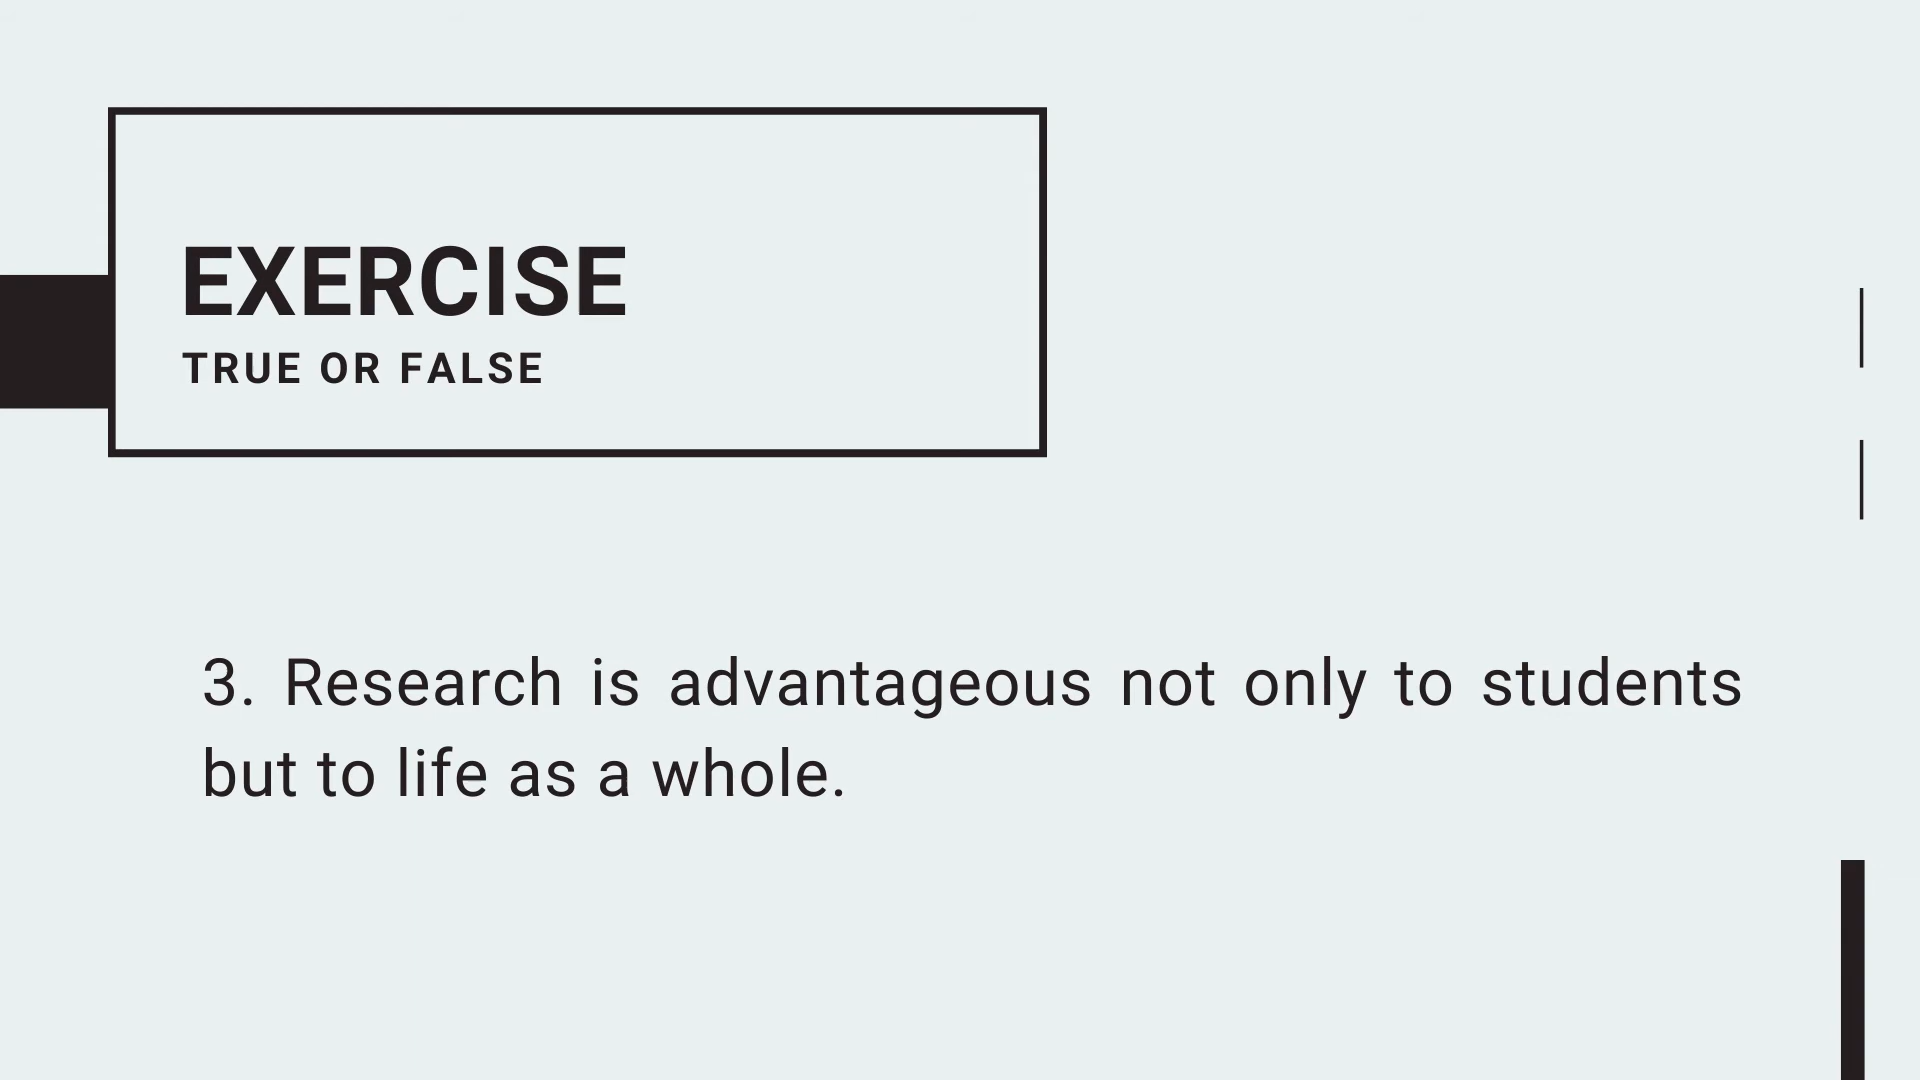 EXERCISE
TRUE OR FALSE
3. Research is advantageous not only to students
but to life as a whole.